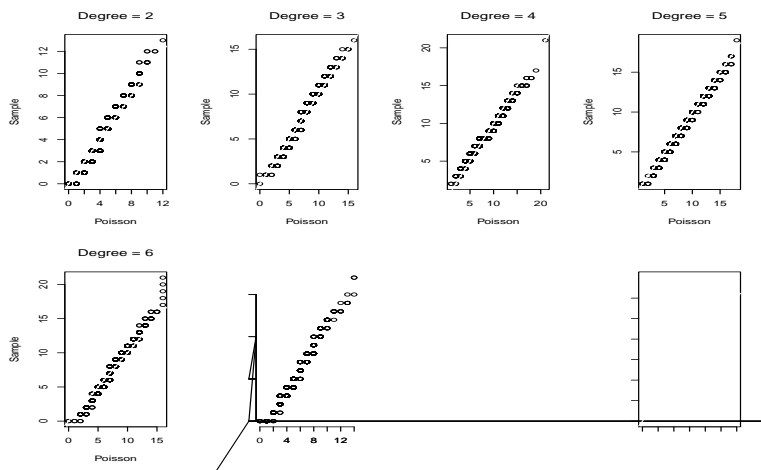 Degree = 2
Degree = 3
Degree = 4
Degree = 5
Sample
0 2 4 6 8 10 12
0 2 4 6 8 10 12
Poisson
Sample
0 5 10 15
0 5 10 15
Poisson
Sample
5 10 15 20
5 10 15 20
Poisson
Sample
5 10 15
5 10 15
Poisson
Degree = 6
Sample
0 5 10 15 20
0 5 10 15
Poisson
0 4 8 12